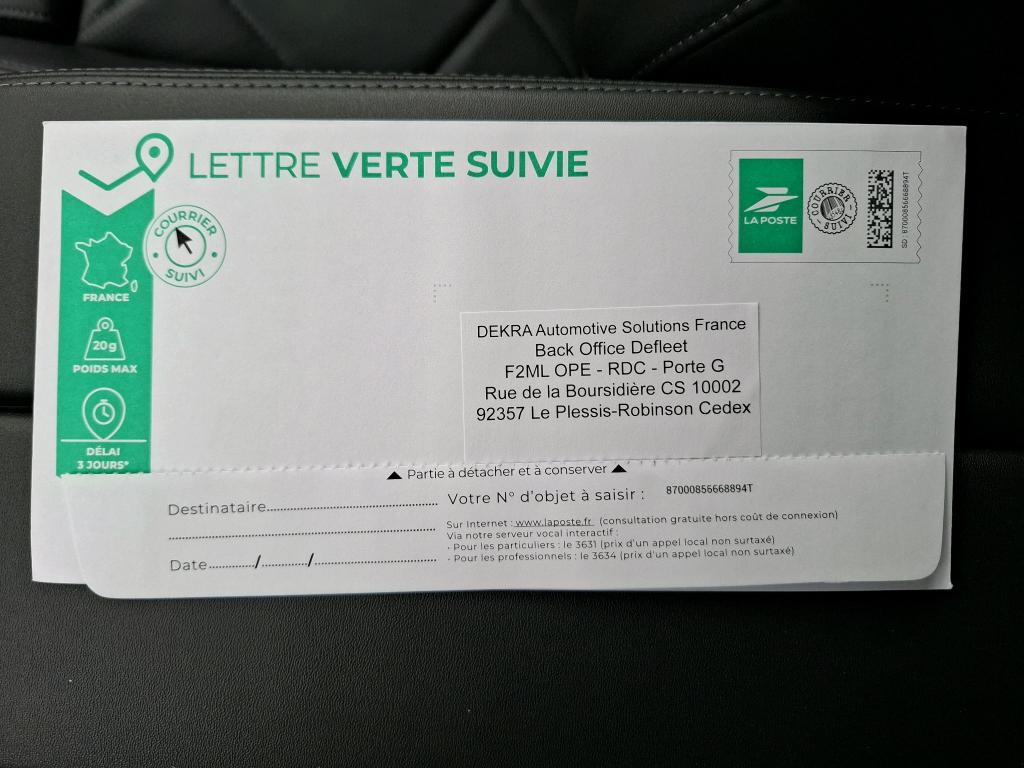 LETTRE VERTE SUIVIE
COURRIER
SUIVI
FRANCE
20g
POIDS MAX
DÉLAI
3 JOURS*
LA POSTE
COURRIER
SUIVI
SD : 87000856668894T
DEKRA Automotive Solutions France
Back Office Defleet
F2ML OPE - RDC - Porte G
Rue de la Boursidière CS 10002
92357 Le Plessis-Robinson Cedex
▲ Partie à détacher et à conserver ▲
Destinataire
Date ............/............/............
Votre N° d'objet à saisir : 87000856668894T
Sur Internet : www.laposte.fr (consultation gratuite hors coût de connexion)
Via notre serveur vocal interactif :
- Pour les particuliers : le 3631 (prix d'un appel local non surtaxé)
- Pour les professionnels : le 3634 (prix d'un appel local non surtaxé)